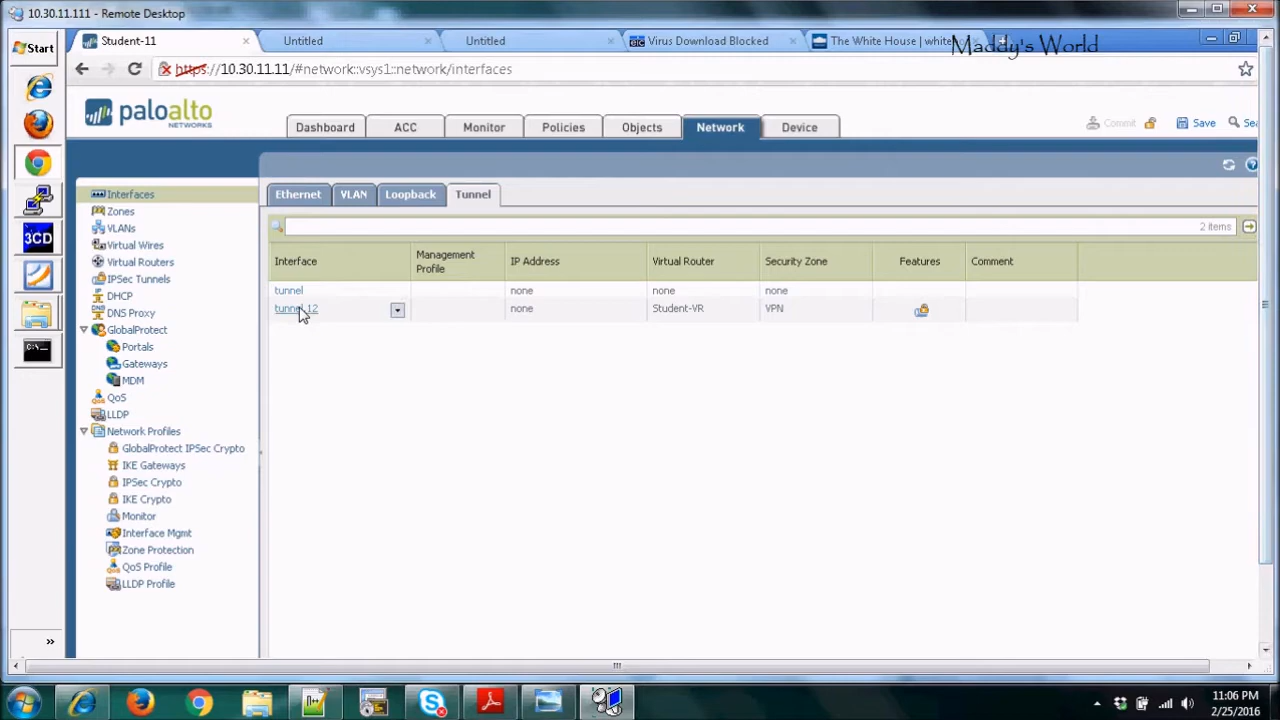 10.30.11.111 - Remote Desktop
Start
Student-11
Untitled
Untitled
Virus Download Blocked
The White House | white
Maddy's World
https://10.30.11.11/#network::vsys1::network/interfaces
paloalto
NETWORKS
Dashboard
ACC
Monitor
Policies
Objects
Network
Device
Commit
Save
Sea
Interfaces
Zones
VLANs
Virtual Wires
Virtual Routers
IPSec Tunnels
DHCP
DNS Proxy
GlobalProtect
Portals
Gateways
MDM
QoS
LLDP
Network Profiles
GlobalProtect IPSec Crypto
IKE Gateways
IPSec Crypto
IKE Crypto
Monitor
Interface Mgmt
Zone Protection
QoS Profile
LLDP Profile
Ethernet
VLAN
Loopback
Tunnel
2 items
Interface
Management Profile
IP Address
Virtual Router
Security Zone
Features
Comment
tunnel none none none
tunnel.12 none Student-VR VPN
3CD
11:06 PM
2/25/2016